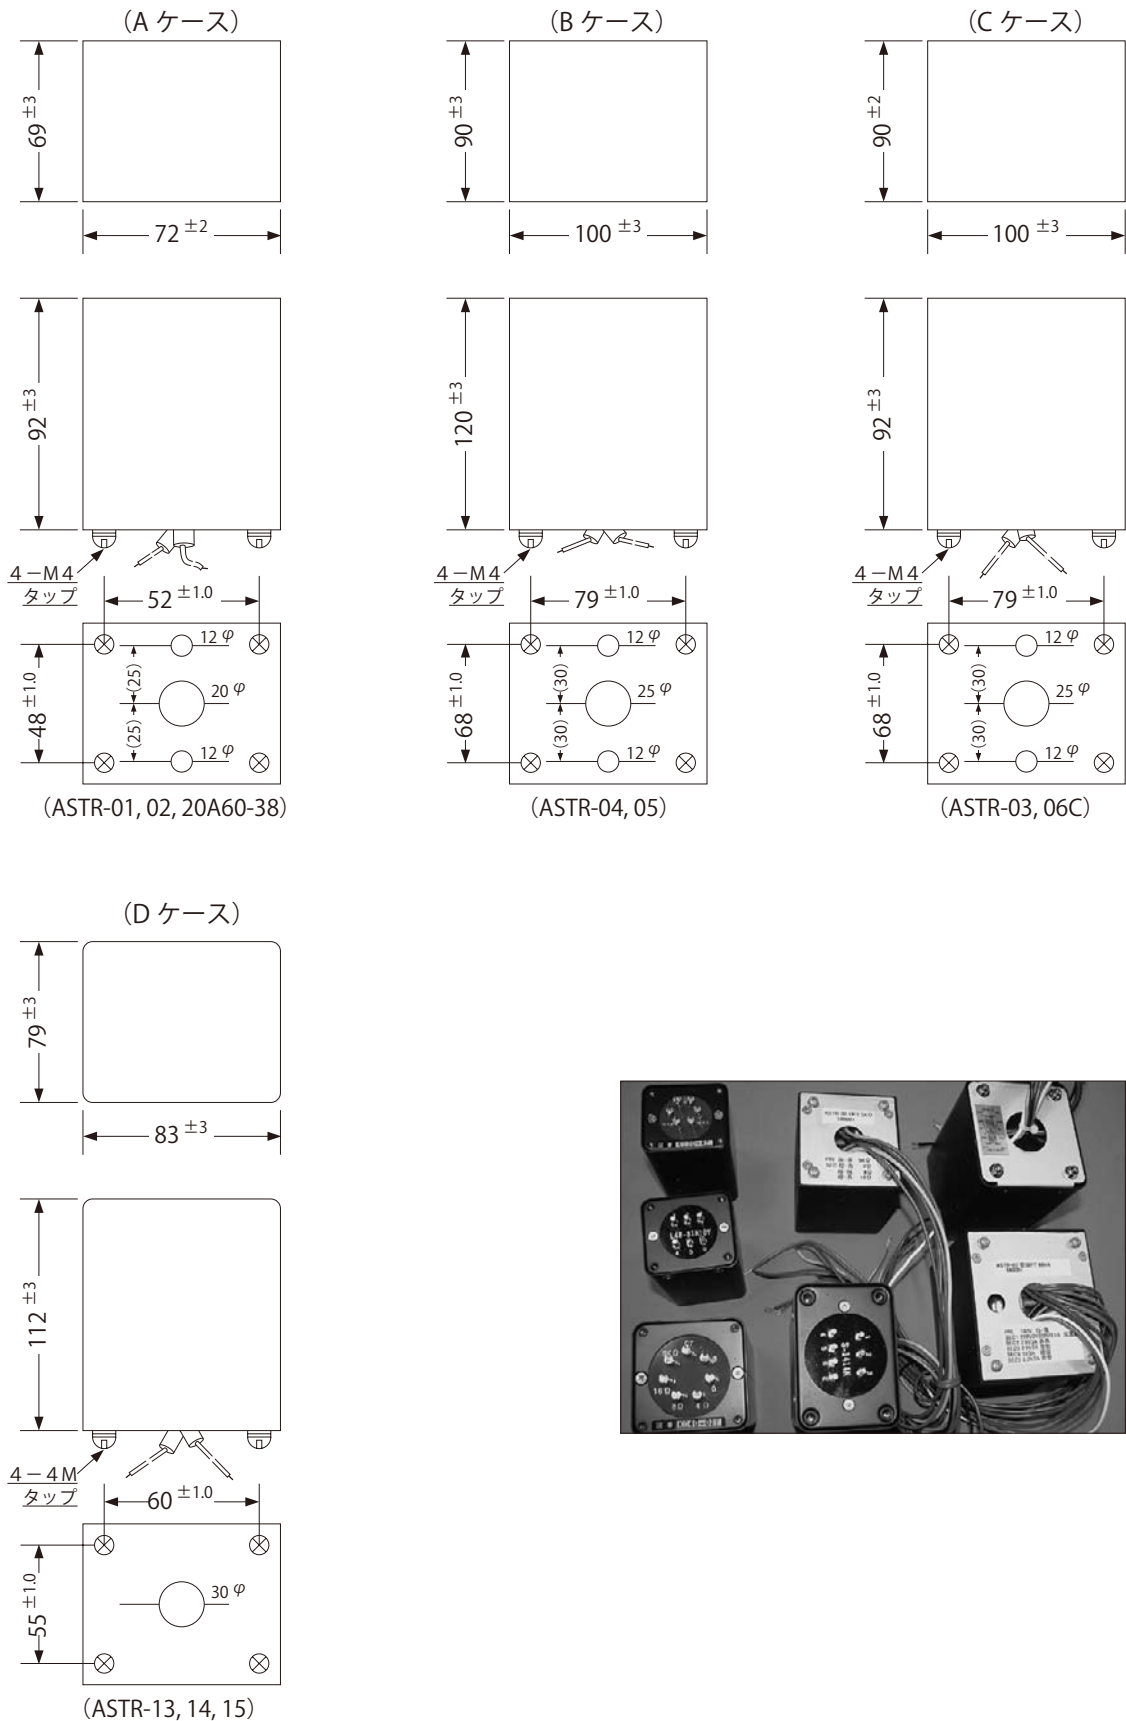 （A ケース）
69 ±3
72 ±2
92 ±3
4－M4
タップ
52 ±1.0
48 ±1.0
(25)
(25)
12 φ
20 φ
12 φ
（ASTR-01, 02, 20A60-38）
（B ケース）
90 ±3
100 ±3
120 ±3
4－M4
タップ
79 ±1.0
68 ±1.0
(30)
(30)
12 φ
25 φ
12 φ
（ASTR-04, 05）
（C ケース）
90 ±2
100 ±3
92 ±3
4－M4
タップ
79 ±1.0
68 ±1.0
(30)
(30)
12 φ
25 φ
12 φ
（ASTR-03, 06C）
（D ケース）
79 ±3
83 ±3
112 ±3
4－4M
タップ
60 ±1.0
55 ±1.0
30 φ
（ASTR-13, 14, 15）
16Ω
8Ω
4Ω